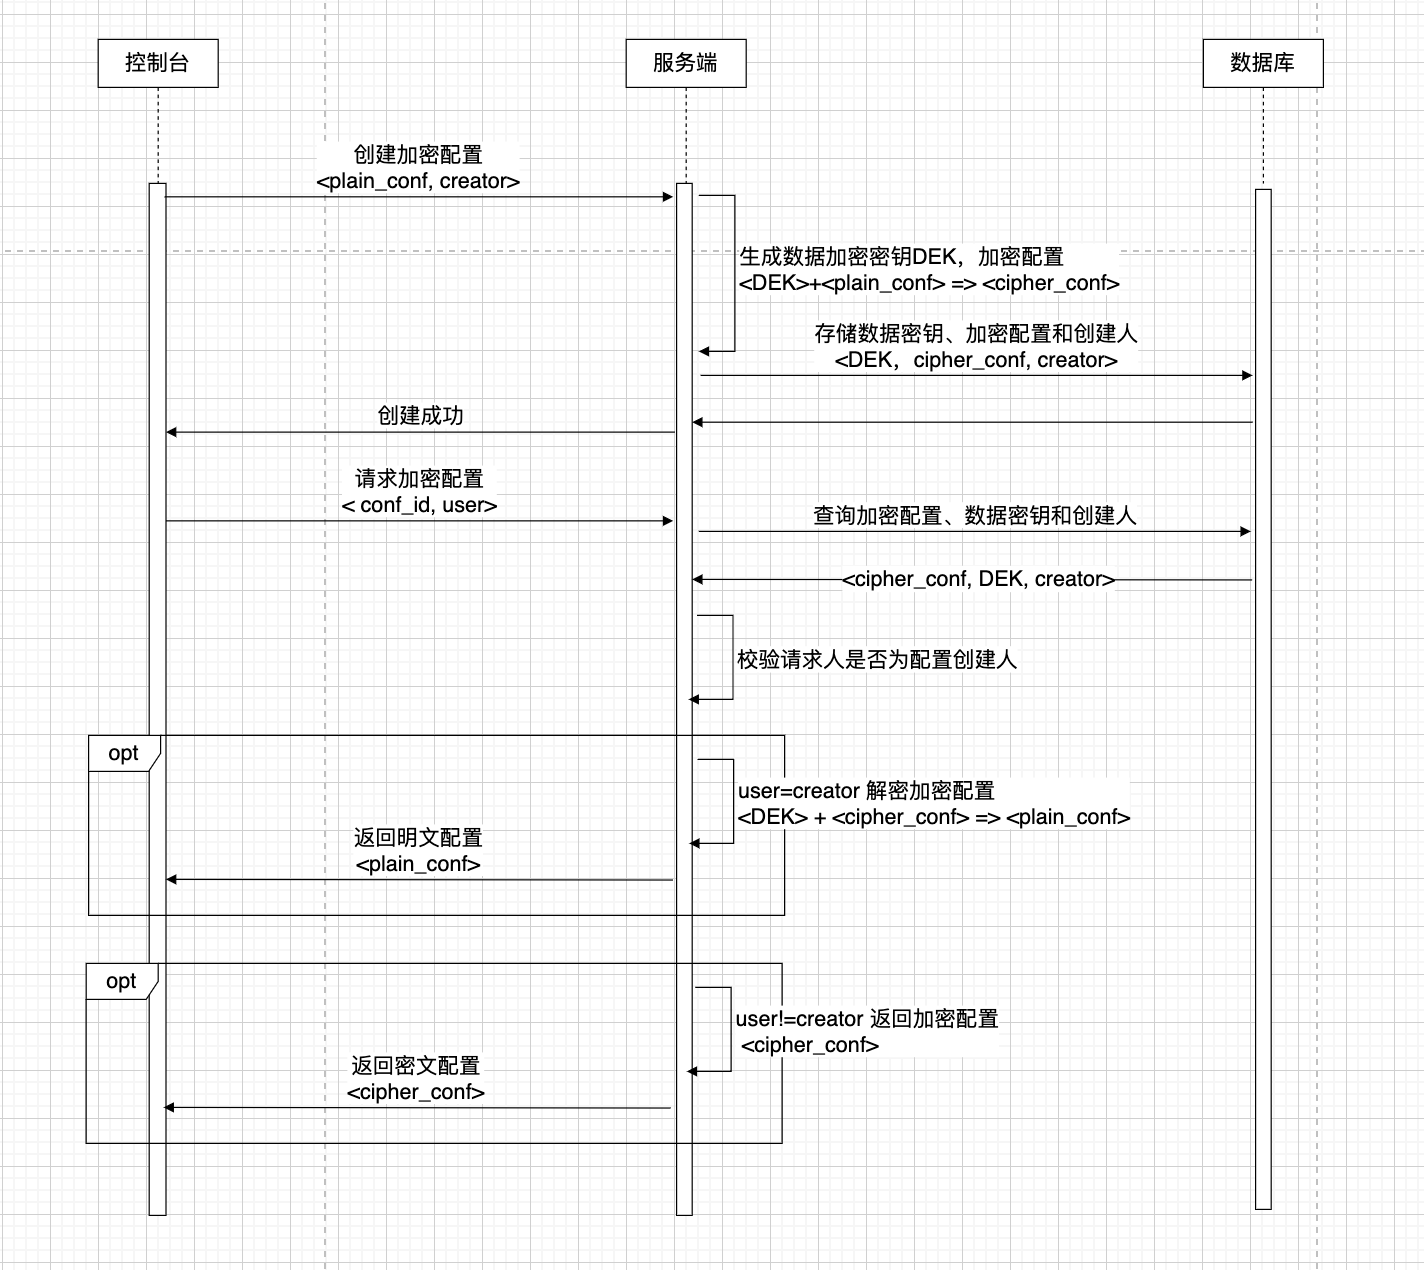 控制台
服务端
数据库
创建加密配置
<plain_conf, creator>
生成数据加密密钥DEK，加密配置
<DEK>+<plain_conf> => <cipher_conf>
存储数据密钥、加密配置和创建人
<DEK，cipher_conf, creator>
创建成功
请求加密配置
< conf_id, user>
查询加密配置、数据密钥和创建人
<cipher_conf, DEK, creator>
校验请求人是否为配置创建人
opt
user=creator 解密加密配置
<DEK> + <cipher_conf> => <plain_conf>
返回明文配置
<plain_conf>
opt
user!=creator 返回加密配置
<cipher_conf>
返回密文配置
<cipher_conf>